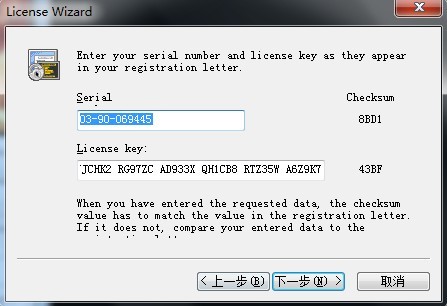 License Wizard
Enter your serial number and license key as they appear
in your registration letter.
Serial
Checksum
03-90-069445
8BD1
License key:
JCHK2 RG97ZC AD933X QH1CB8 RTZ35W A6Z9K7
43BF
When you have entered the requested data, the checksum
value has to match the value in the registration letter.
If it does not, compare your entered data to the
< 上一步(B)
下一步(N) >
取消